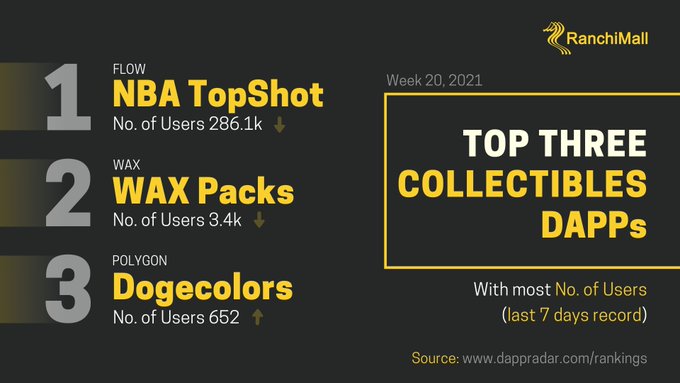 RanchiMall
1
FLOW
NBA TopShot
No. of Users 286.1k
2
WAX
WAX Packs
No. of Users 3.4k
3
POLYGON
Dogecolors
No. of Users 652
Week 20, 2021
TOP THREE
COLLECTIBLES
DAPPs
With most No. of Users
(last 7 days record)
Source: www.dappradar.com/rankings